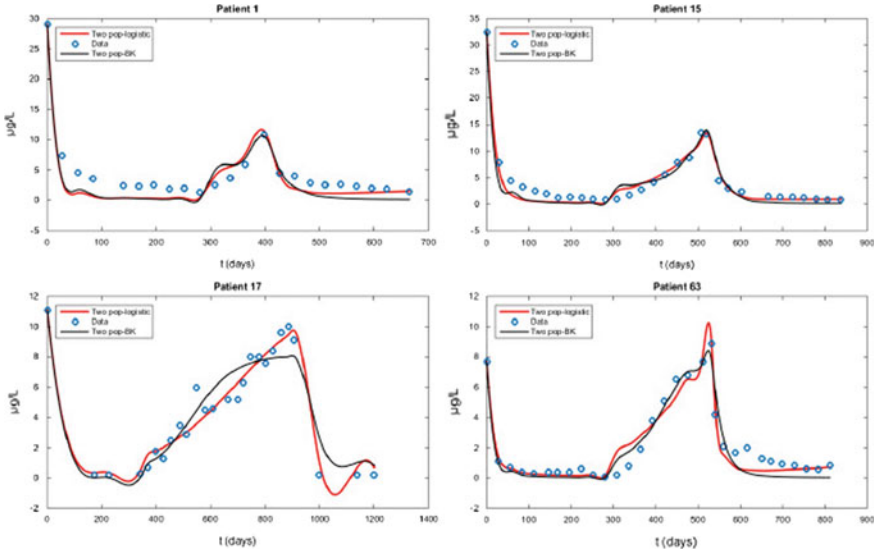 Patient 1
Two pop-logistic
Data
Two pop-BK
µg/L
35
30
25
20
15
10
5
0
-5
0 100 200 300 400 500 600 700
t (days)
Patient 15
Two pop-logistic
Data
Two pop-BK
µg/L
35
30
25
20
15
10
5
0
-5
0 100 200 300 400 500 600 700 800 900
t (days)
Patient 17
Two pop-logistic
Data
Two pop-BK
µg/L
12
10
8
6
4
2
0
-2
0 200 400 600 800 1000 1200 1400
t (days)
Patient 63
Two pop-logistic
Data
Two pop-BK
µg/L
12
10
8
6
4
2
0
-2
0 100 200 300 400 500 600 700 800 900
t (days)